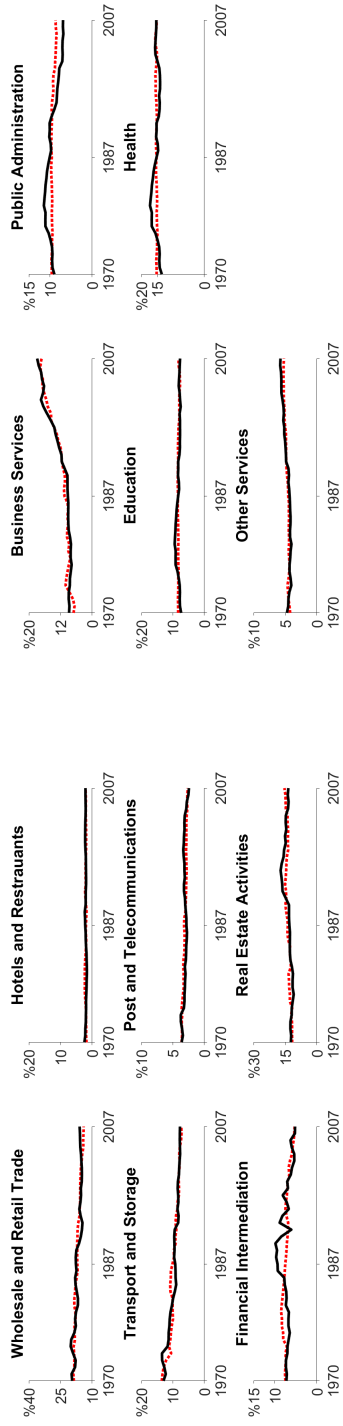 Wholesale and Retail Trade
%40
25
10
1970 1987 2007
Hotels and Restrauants
%20
10
0
1970 1987 2007
Business Services
%20
12
0
1970 1987 2007
Public Administration
%15
10
0
1970 1987 2007
Transport and Storage
%20
10
0
1970 1987 2007
Post and Telecommunications
%10
5
0
1970 1987 2007
Education
%20
10
0
1970 1987 2007
Health
%25
15
0
1970 1987 2007
Financial Intermediation
%15
10
0
1970 1987 2007
Real Estate Activities
%30
15
0
1970 1987 2007
Other Services
%10
5
0
1970 1987 2007